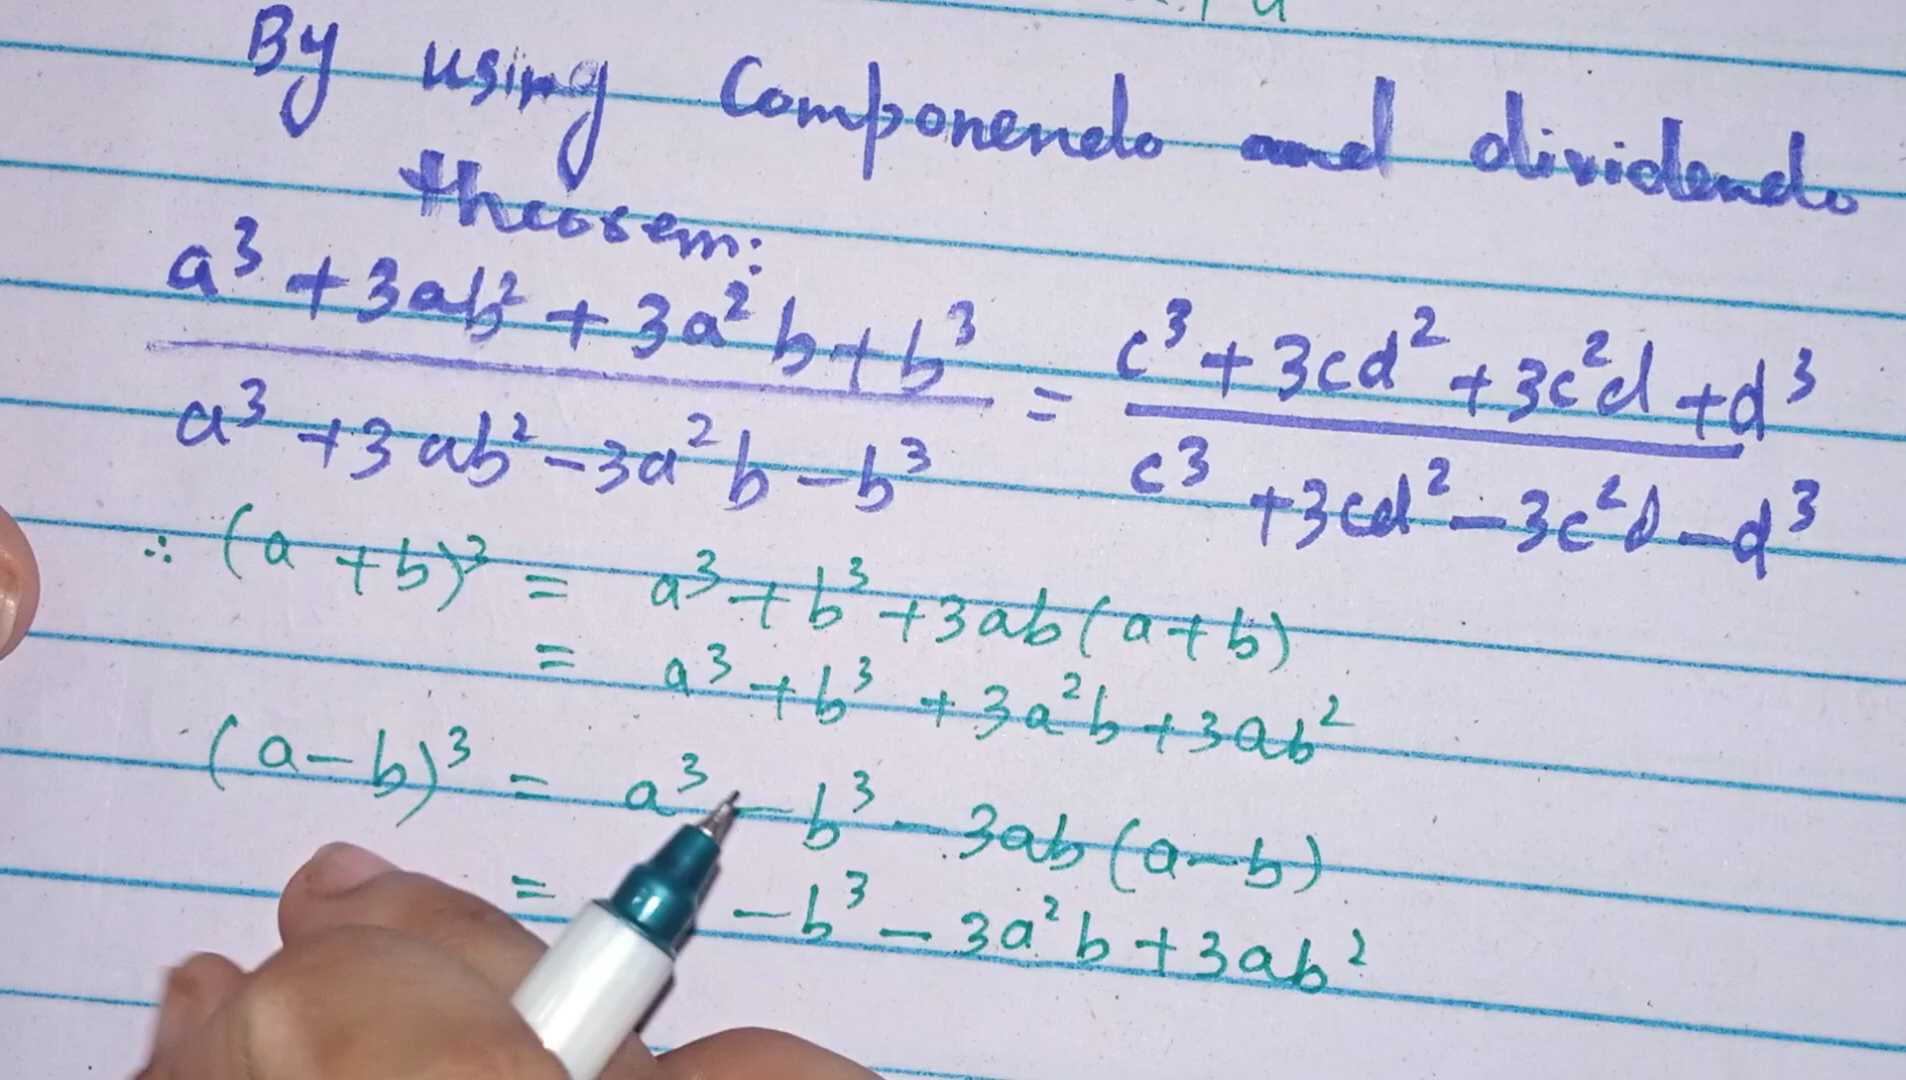 By using Componendo and dividendo
theorem:
a³ + 3ab² + 3a²b + b³ / a³ + 3ab² - 3a²b - b³ = c³ + 3cd² + 3c²d + d³ / c³ + 3cd² - 3c²d - d³
∴ (a + b)³ = a³ + b³ + 3ab(a + b)
= a³ + b³ + 3a²b + 3ab²
(a - b)³ = a³ - b³ - 3ab(a - b)
= - b³ - 3a²b + 3ab²